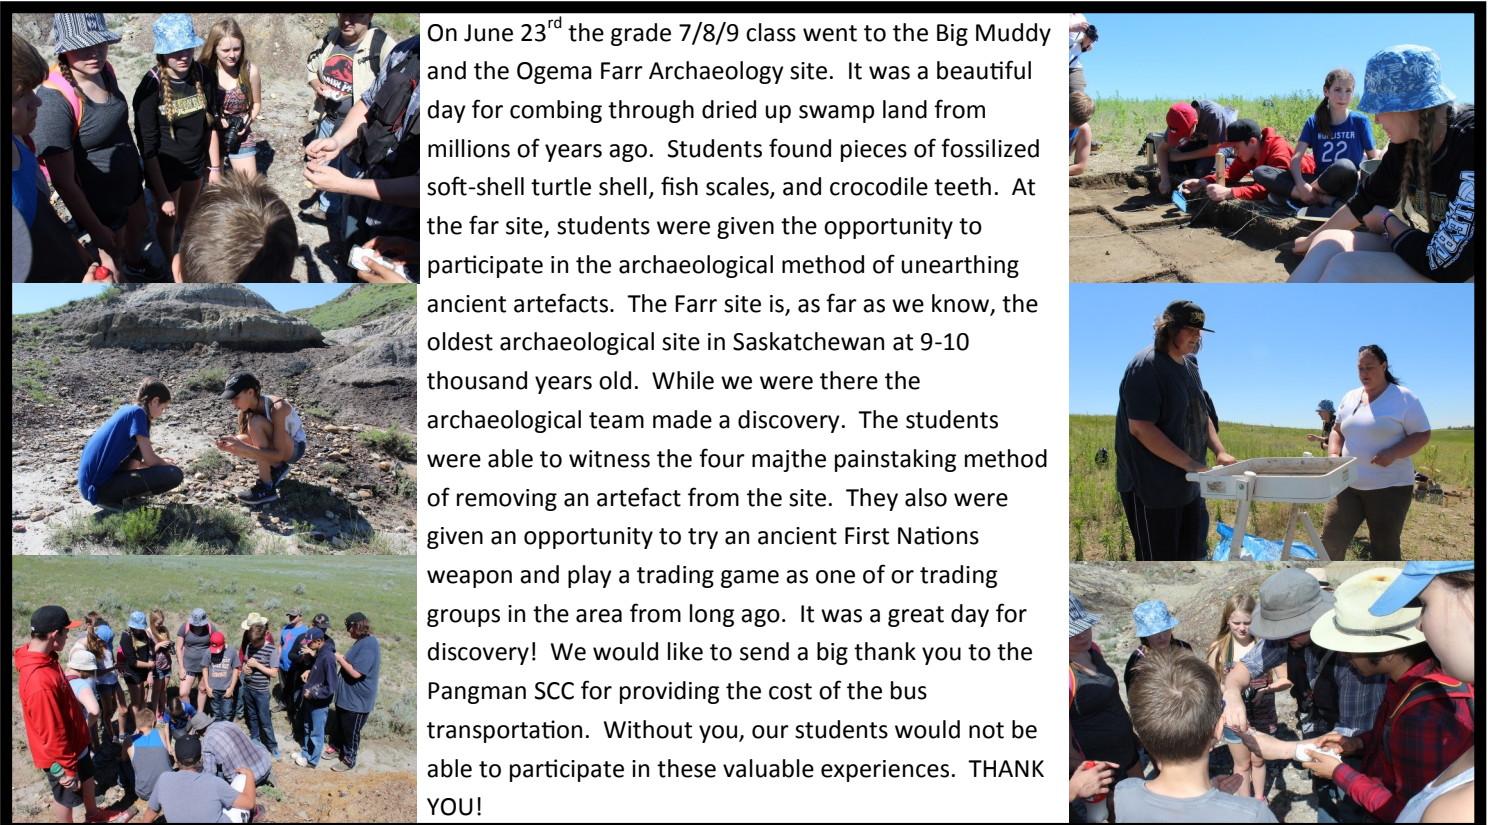 On June 23rd the grade 7/8/9 class went to the Big Muddy
and the Ogema Farr Archaeology site.  It was a beautiful
day for combing through dried up swamp land from
millions of years ago.  Students found pieces of fossilized
soft-shell turtle shell, fish scales, and crocodile teeth.  At
the far site, students were given the opportunity to
participate in the archaeological method of unearthing
ancient artefacts.  The Farr site is, as far as we know, the
oldest archaeological site in Saskatchewan at 9-10
thousand years old.  While we were there the
archaeological team made a discovery.  The students
were able to witness the four majthe painstaking method
of removing an artefact from the site.  They also were
given an opportunity to try an ancient First Nations
weapon and play a trading game as one of or trading
groups in the area from long ago.  It was a great day for
discovery!  We would like to send a big thank you to the
Pangman SCC for providing the cost of the bus
transportation.  Without you, our students would not be
able to participate in these valuable experiences.  THANK
YOU!
HOLLISTER
22